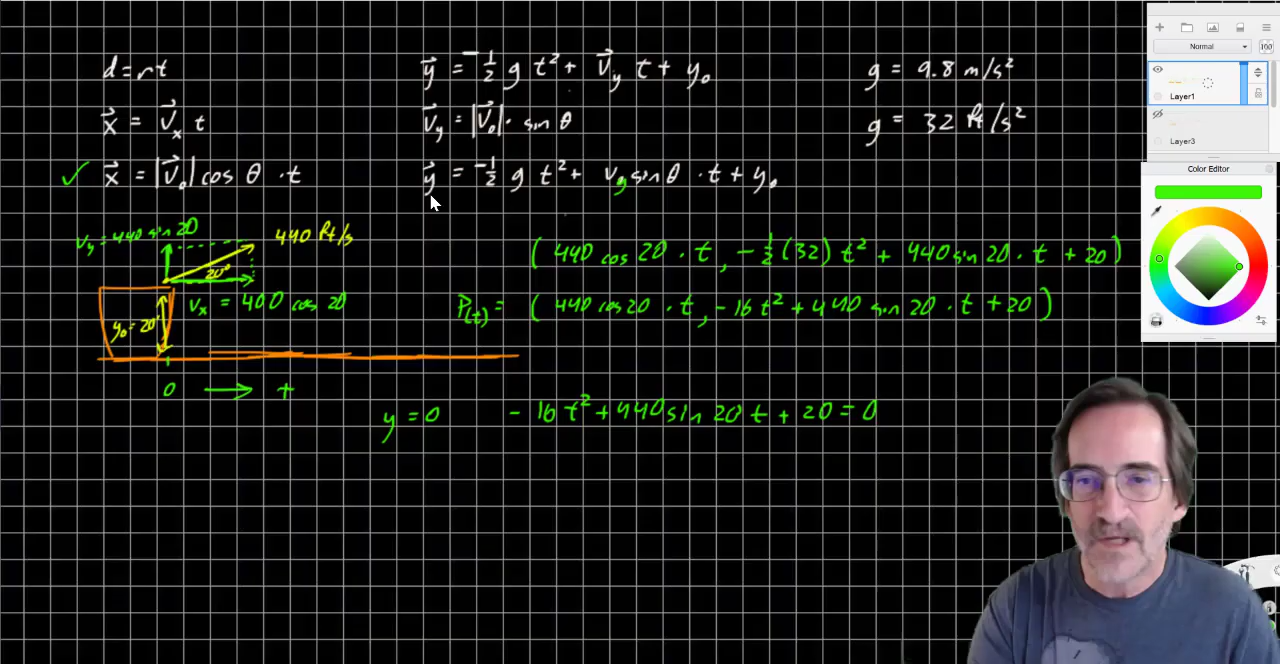 d = rt
x⃗ = V⃗ₓ t
✓ x⃗ = |V⃗₀| cos θ · t
y⃗ = -½ g t² + V⃗y t + y₀
V⃗y = |V⃗₀| · sin θ
y⃗ = -½ g t² + v₀ sin θ · t + y₀
g = 9.8 m/s²
g = 32 ft/s²
Vy = 440 sin 20
440 ft/s
20°
Vx = 400 cos 20
y₀ = 20'
0 → +
( 440 cos 20 · t, -½(32) t² + 440 sin 20 · t + 20 )
P(t) = ( 440 cos 20 · t, -16 t² + 440 sin 20 · t + 20 )
y = 0 -16 t² + 440 sin 20 t + 20 = 0
Normal
100
Layer1
Layer3
Color Editor